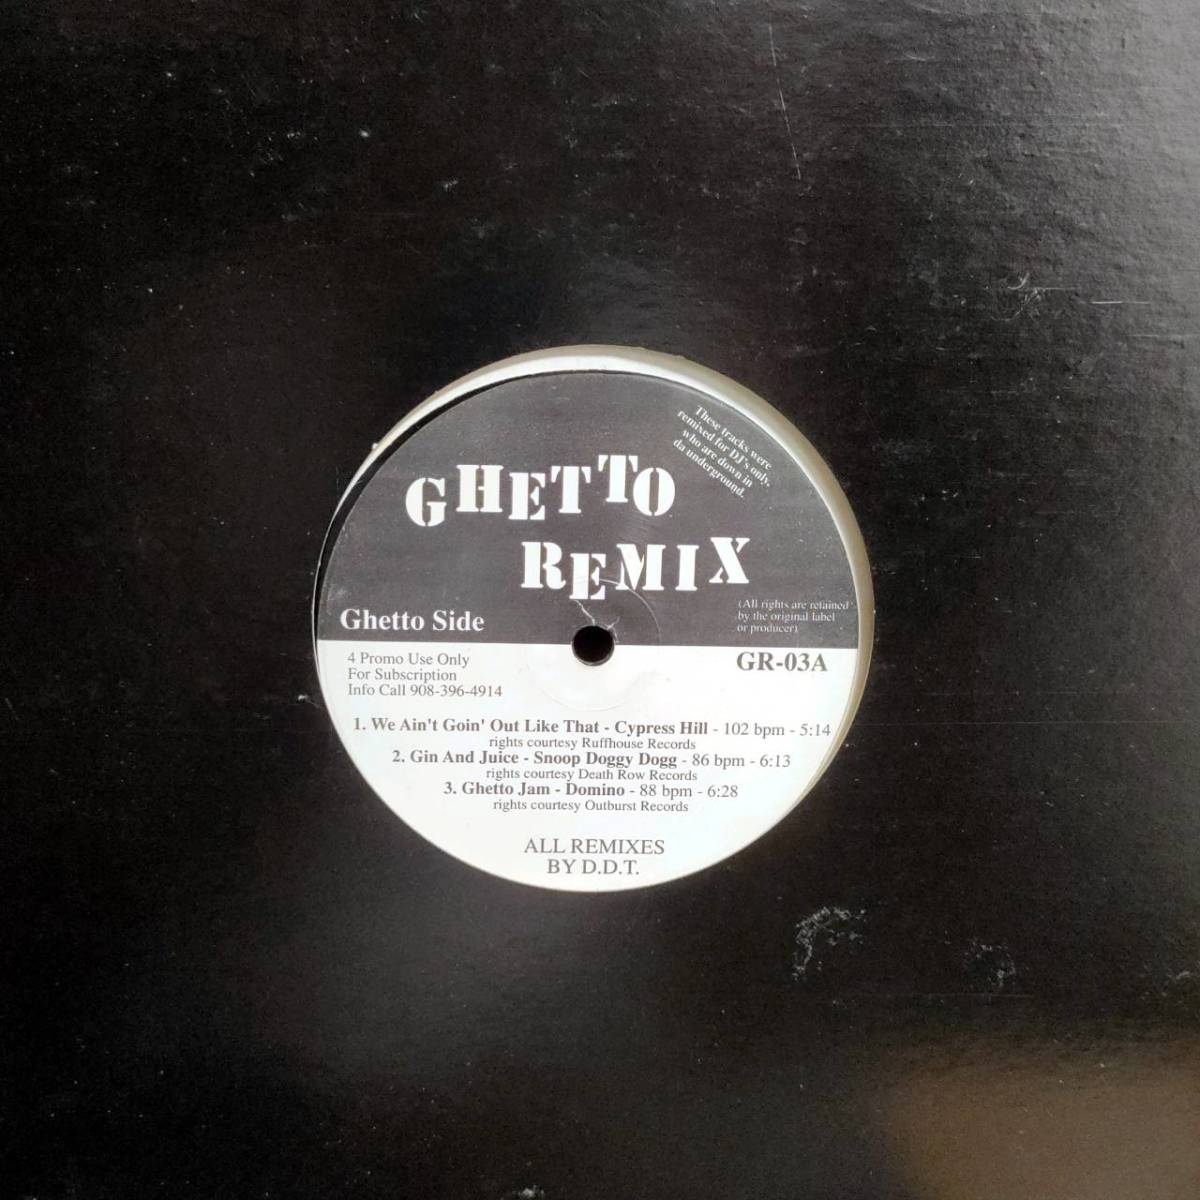 These tracks were
remixed for DJ's only,
who are down in
da underground.
GHETTO
REMIX
Ghetto Side
(All rights are retained
by the original label
or producer)
4 Promo Use Only
For Subscription
Info Call 908-396-4914
GR-03A
1. We Ain't Goin' Out Like That - Cypress Hill - 102 bpm - 5:14
rights courtesy Ruffhouse Records
2. Gin And Juice - Snoop Doggy Dogg - 86 bpm - 6:13
rights courtesy Death Row Records
3. Ghetto Jam - Domino - 88 bpm - 6:28
rights courtesy Outburst Records
ALL REMIXES
BY D.D.T.